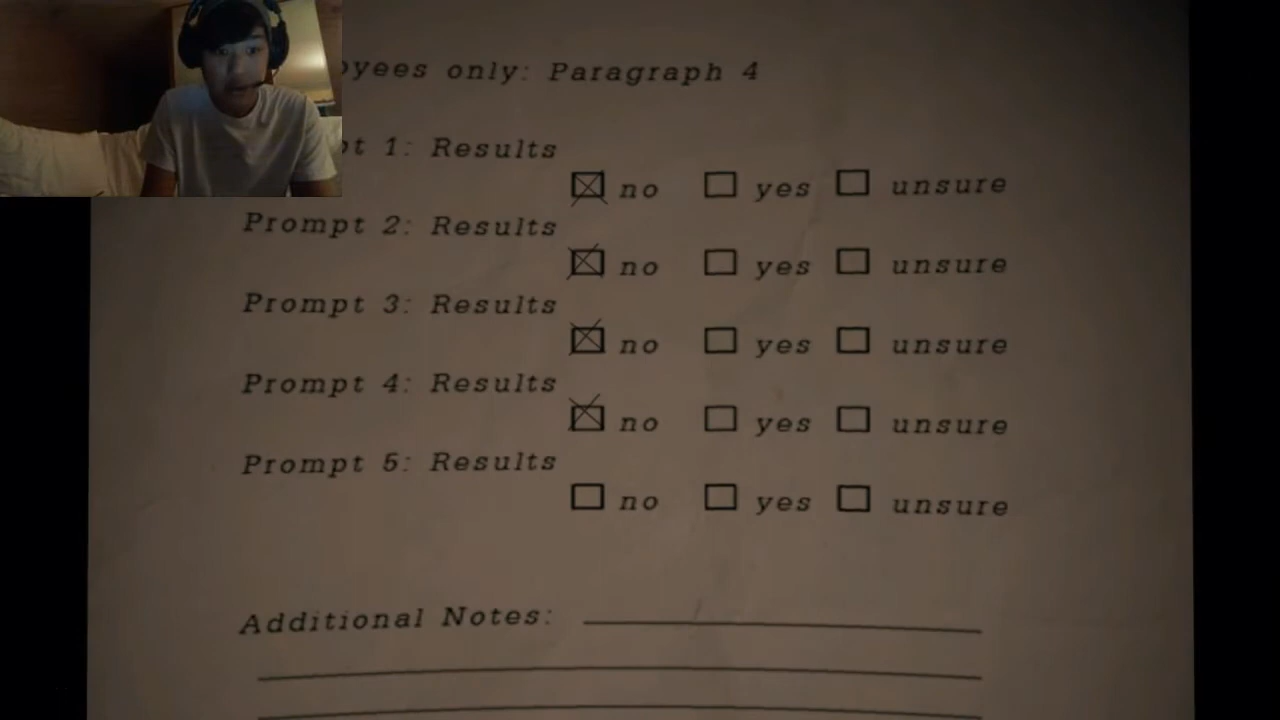 oyees only: Paragraph 4
pt 1: Results
no yes unsure
Prompt 2: Results
no yes unsure
Prompt 3: Results
no yes unsure
Prompt 4: Results
no yes unsure
Prompt 5: Results
no yes unsure
Additional Notes: